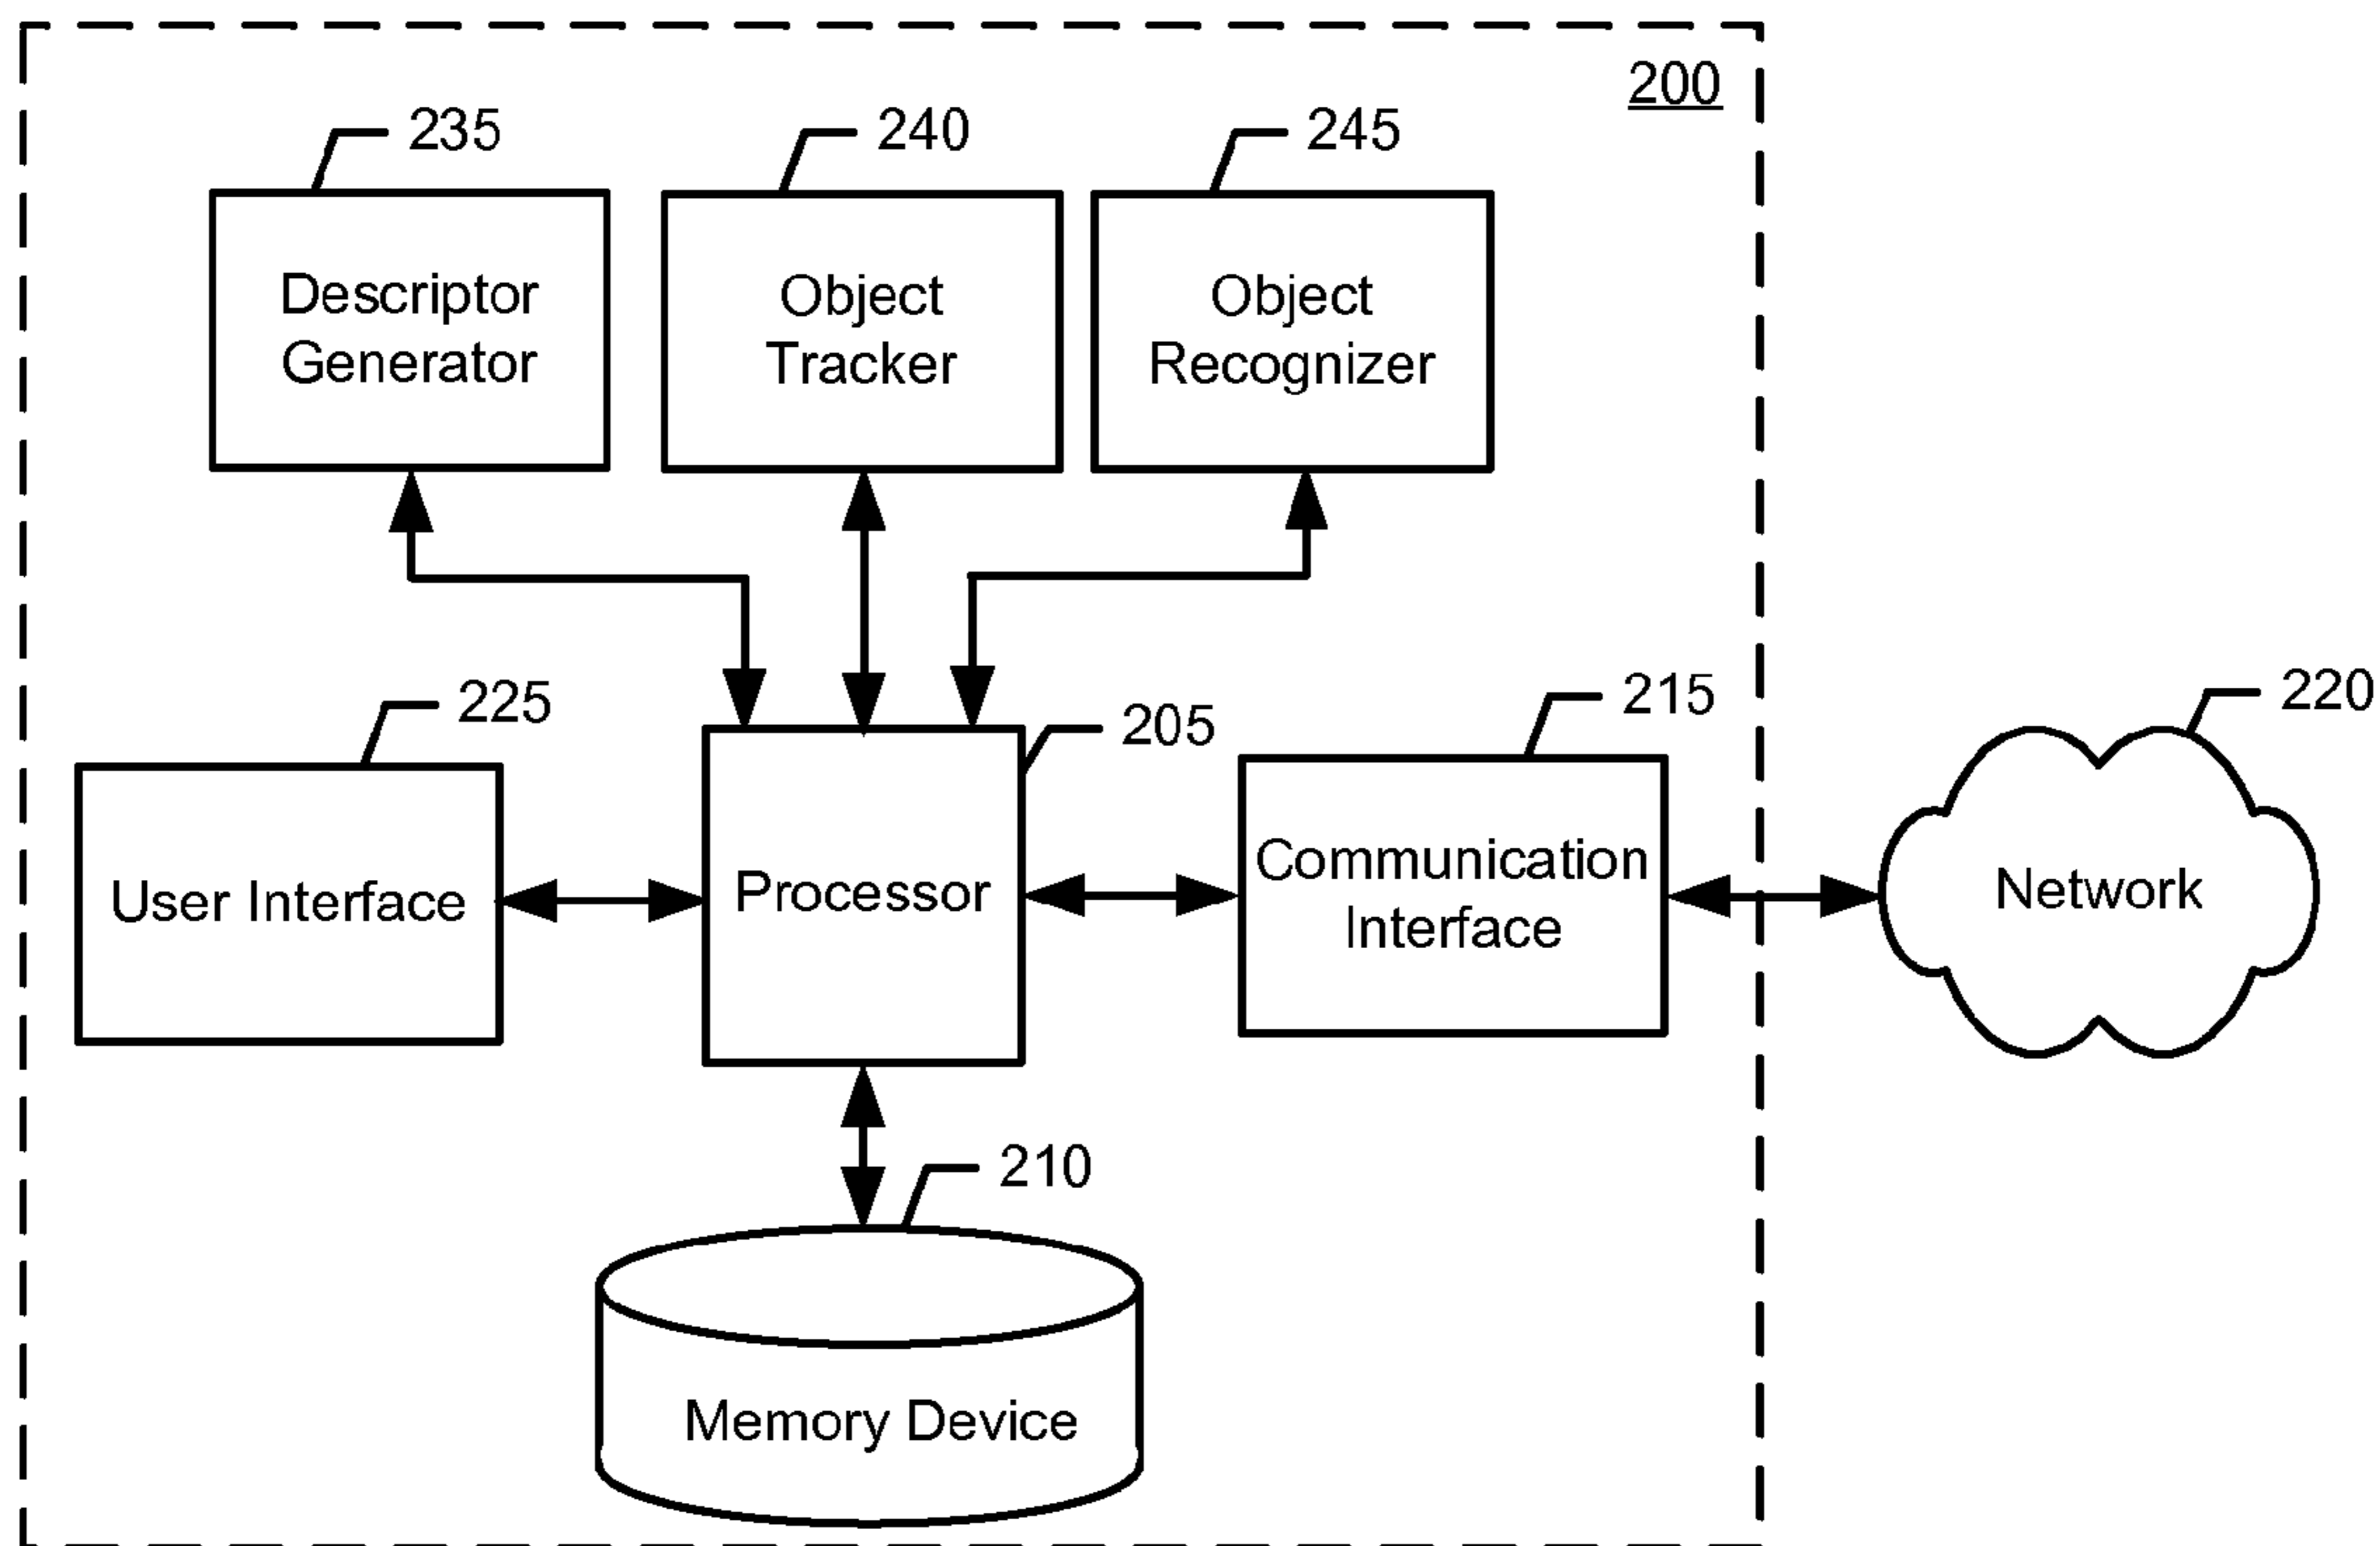 200
235
240
245
Descriptor
Generator
Object
Tracker
Object
Recognizer
225
205
215
220
User Interface
Processor
Communication
Interface
Network
210
Memory Device